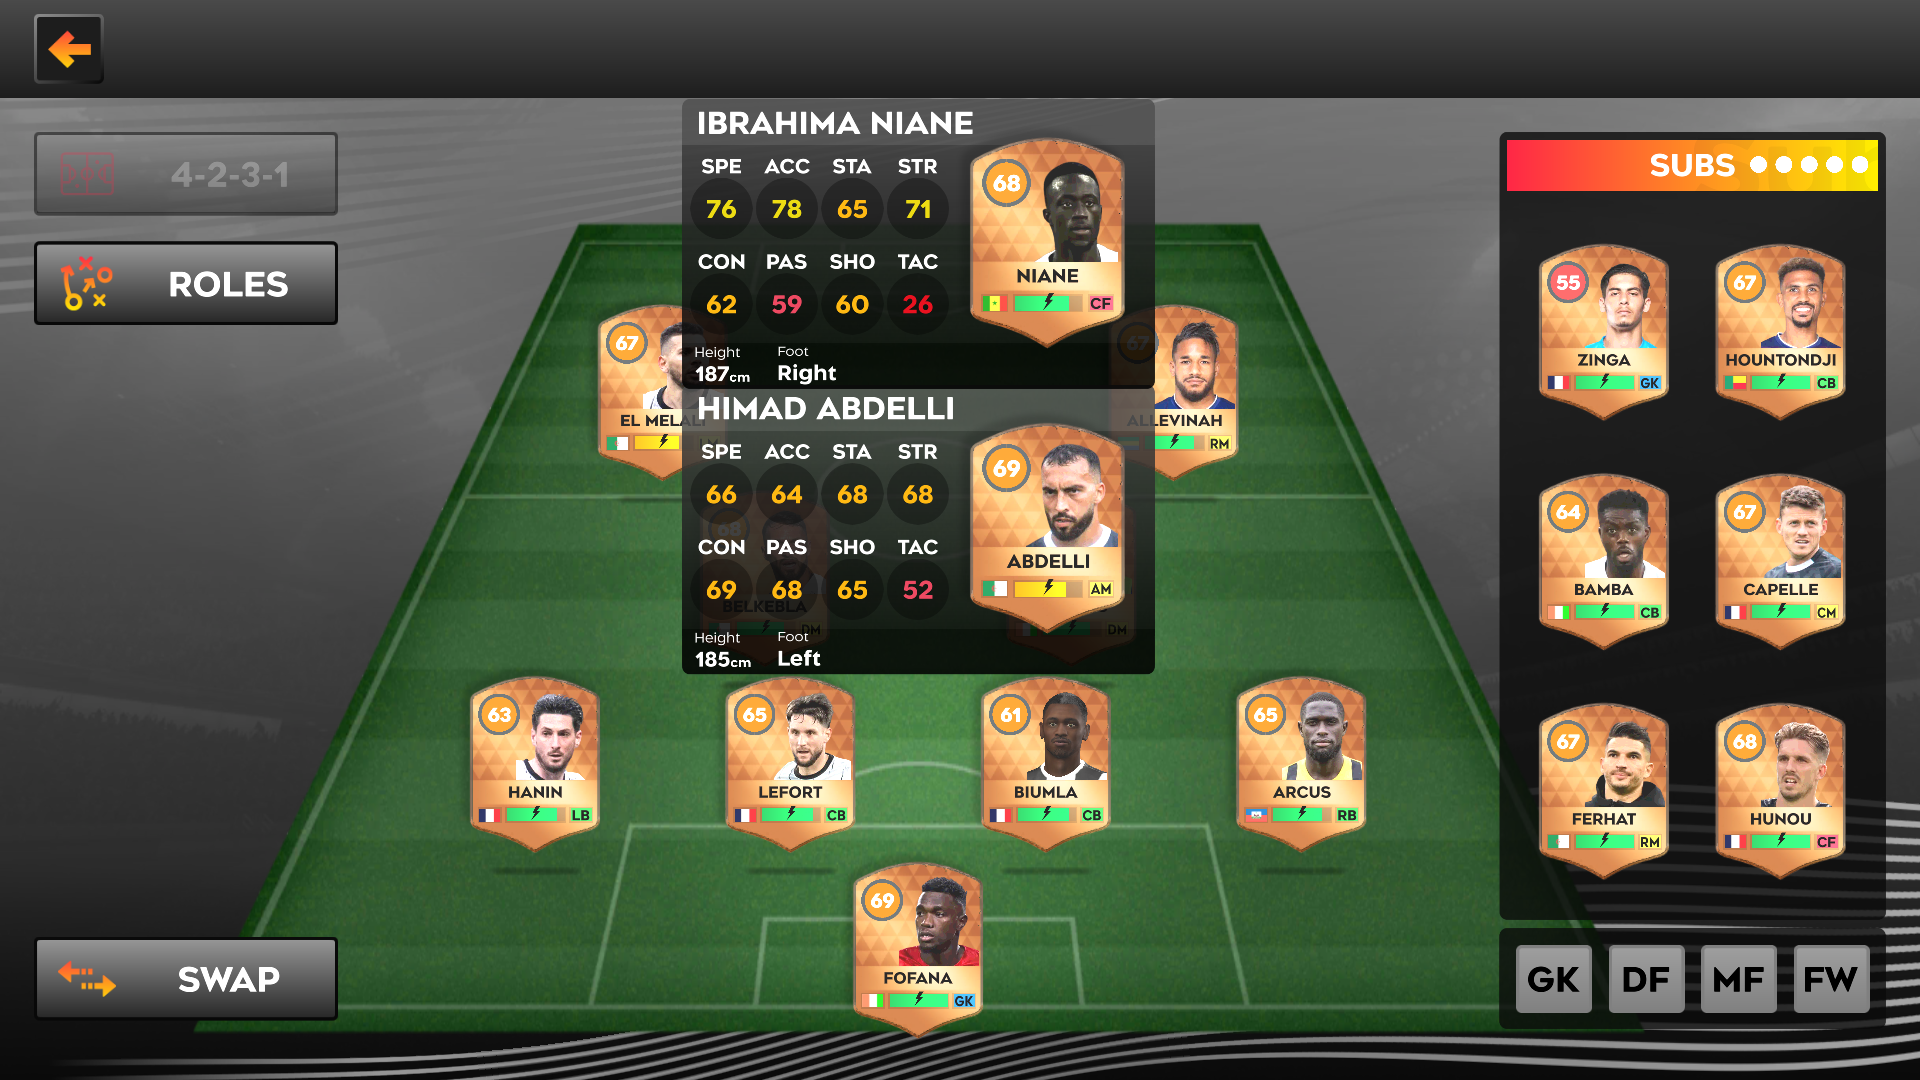 4-2-3-1
ROLES
SWAP
IBRAHIMA NIANE
SPE ACC STA STR
76 78 65 71
CON PAS SHO TAC
62 59 60 26
Height Foot
187cm Right
68
NIANE
CF
HIMAD ABDELLI
SPE ACC STA STR
66 64 68 68
CON PAS SHO TAC
69 68 65 52
Height Foot
185cm Left
69
ABDELLI
AM
67
EL MELALI
67
ALLEVINAH
RM
68
BELKEBLA
DM
DM
63
HANIN
LB
65
LEFORT
CB
61
BIUMLA
CB
65
ARCUS
RB
69
FOFANA
GK
SUBS
55
ZINGA
GK
67
HOUNTONDJI
CB
64
BAMBA
CB
67
CAPELLE
CM
67
FERHAT
RM
68
HUNOU
CF
GK DF MF FW